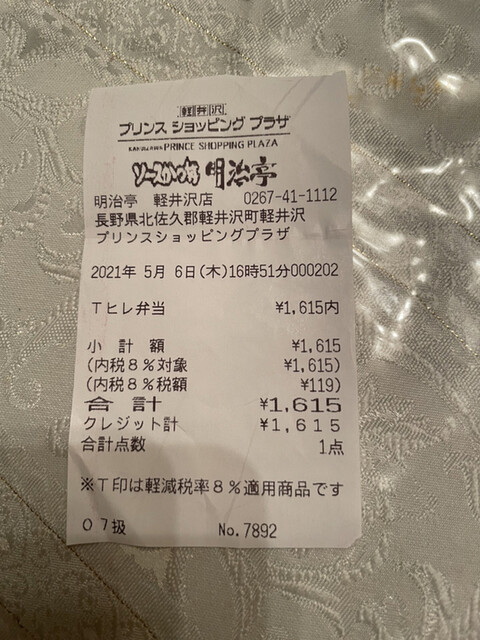 軽井沢
プリンス ショッピング プラザ
KARUIZAWA PRINCE SHOPPING PLAZA
ソースかつ丼 明治亭
明治亭 軽井沢店 0267-41-1112
長野県北佐久郡軽井沢町軽井沢
プリンスショッピングプラザ
2021年 5月 6日(木)16時51分000202
Tヒレ弁当 ¥1,615内
小 計 額 ¥1,615
(内税8%対象 ¥1,615)
(内税8%税額 ¥119)
合 計 ¥1,615
クレジット計 ¥1,615
合計点数 1点
※T印は軽減税率8%適用商品です
07扱 No.7892